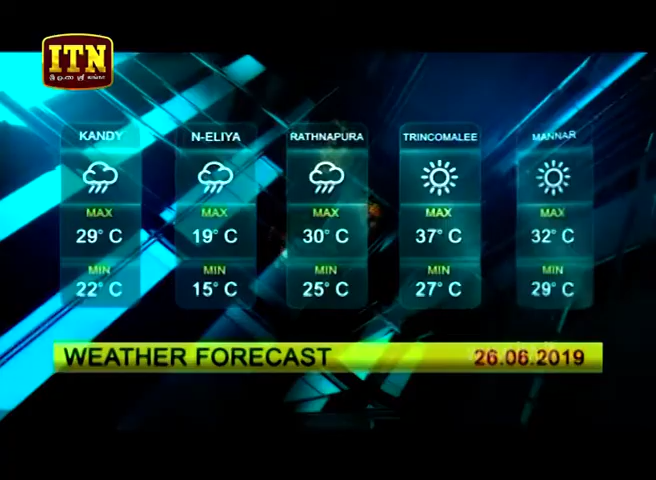 ITN
KANDY
N-ELIYA
RATHNAPURA
TRINCOMALEE
MANNAR
MAX
MAX
MAX
MAX
MAX
29° C
19° C
30° C
37° C
32° C
MIN
MIN
MIN
MIN
MIN
22° C
15° C
25° C
27° C
29° C
WEATHER FORECAST
26.06.2019